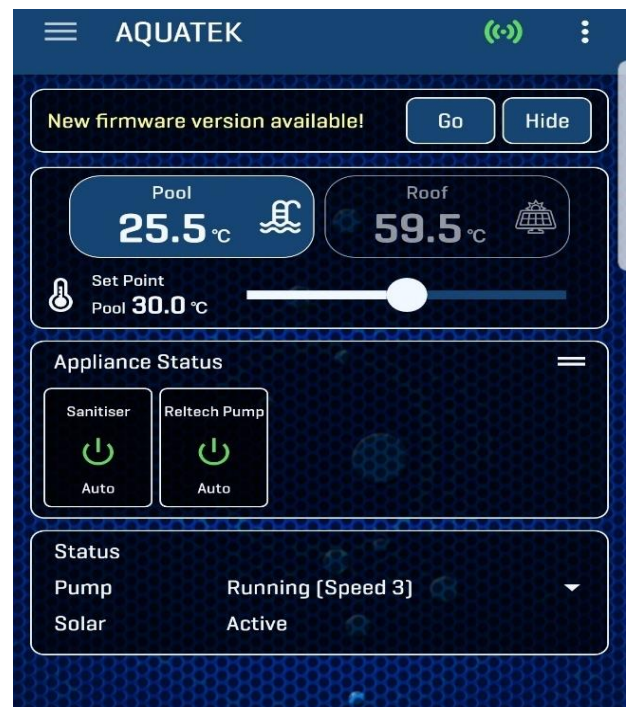 AQUATEK
New firmware version available! Go Hide
Pool
25.5 °C
Roof
59.5 °C
Set Point
Pool 30.0 °C
Appliance Status
Sanitiser
Auto
Reltech Pump
Auto
Status
Pump Running (Speed 3)
Solar Active